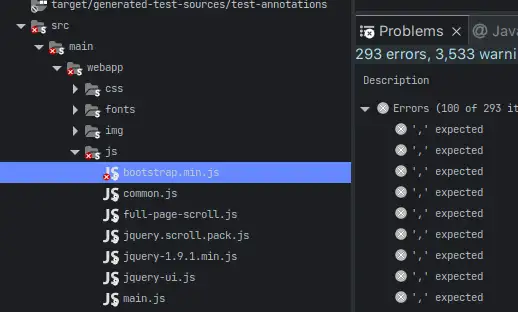 target/generated-test-sources/test-annotations
src
main
webapp
css
fonts
img
js
bootstrap.min.js
common.js
full-page-scroll.js
jquery.scroll.pack.js
jquery-1.9.1.min.js
jquery-ui.js
main.js
Problems × @ Java
293 errors, 3,533 warni
Description
Errors (100 of 293 it
',' expected
',' expected
',' expected
',' expected
',' expected
',' expected
',' expected
',' expected
',' expected